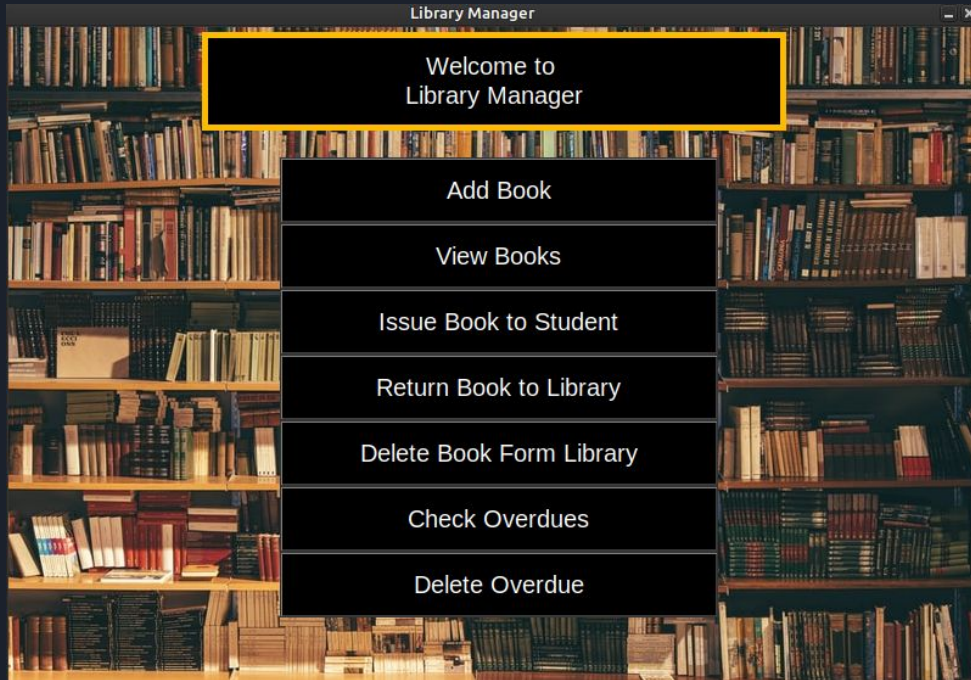 Library Manager
Welcome to
Library Manager
Add Book
View Books
Issue Book to Student
Return Book to Library
Delete Book Form Library
Check Overdues
Delete Overdue